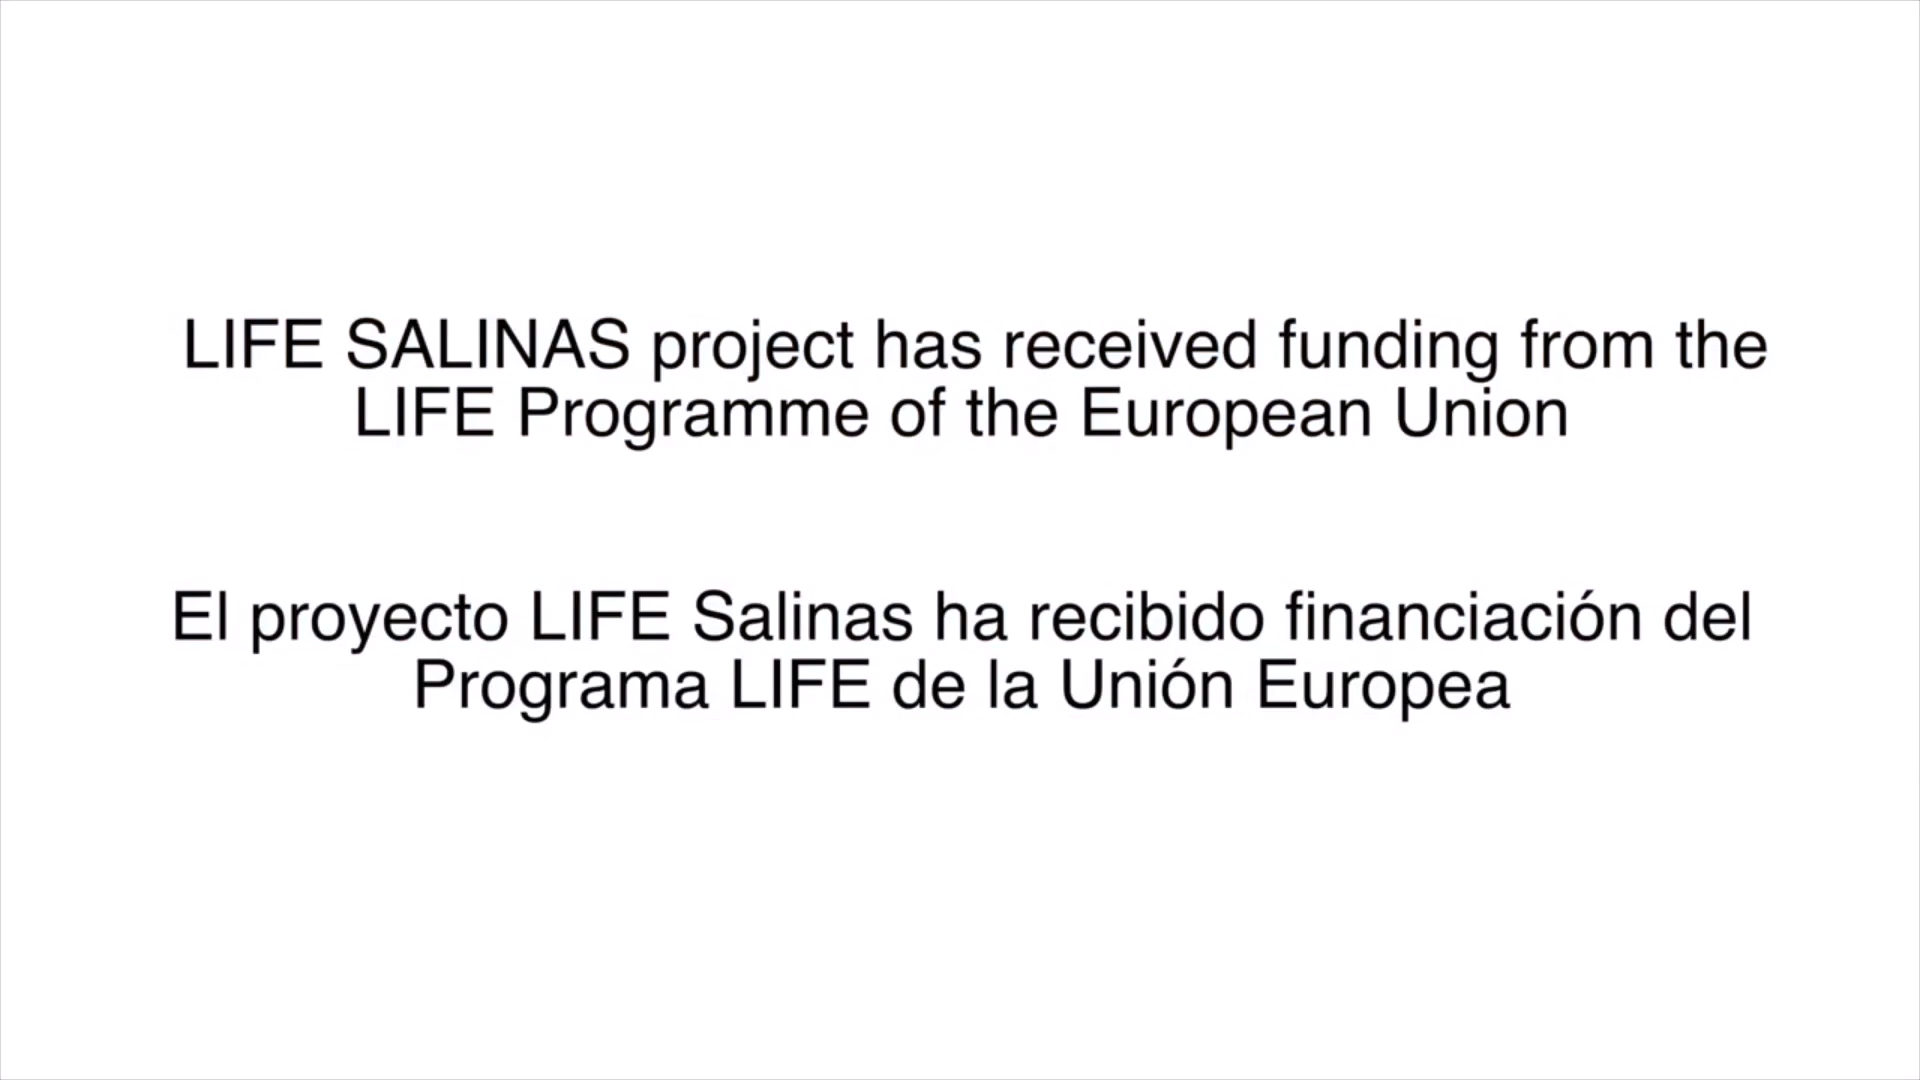 LIFE SALINAS project has received funding from the
LIFE Programme of the European Union
El proyecto LIFE Salinas ha recibido financiación del
Programa LIFE de la Unión Europea